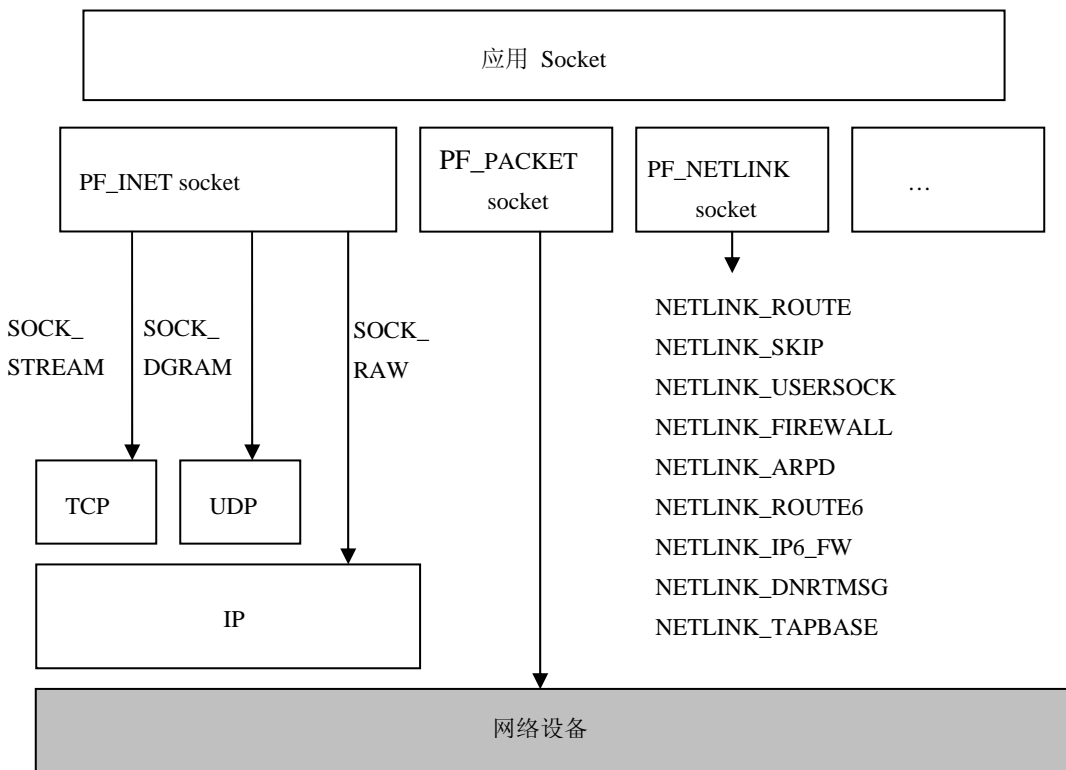 应用 Socket
PF_INET socket
PF_PACKET
socket
PF_NETLINK
socket
…
SOCK_
STREAM
SOCK_
DGRAM
SOCK_
RAW
NETLINK_ROUTE
NETLINK_SKIP
NETLINK_USERSOCK
NETLINK_FIREWALL
NETLINK_ARPD
NETLINK_ROUTE6
NETLINK_IP6_FW
NETLINK_DNRTMSG
NETLINK_TAPBASE
TCP
UDP
IP
网络设备